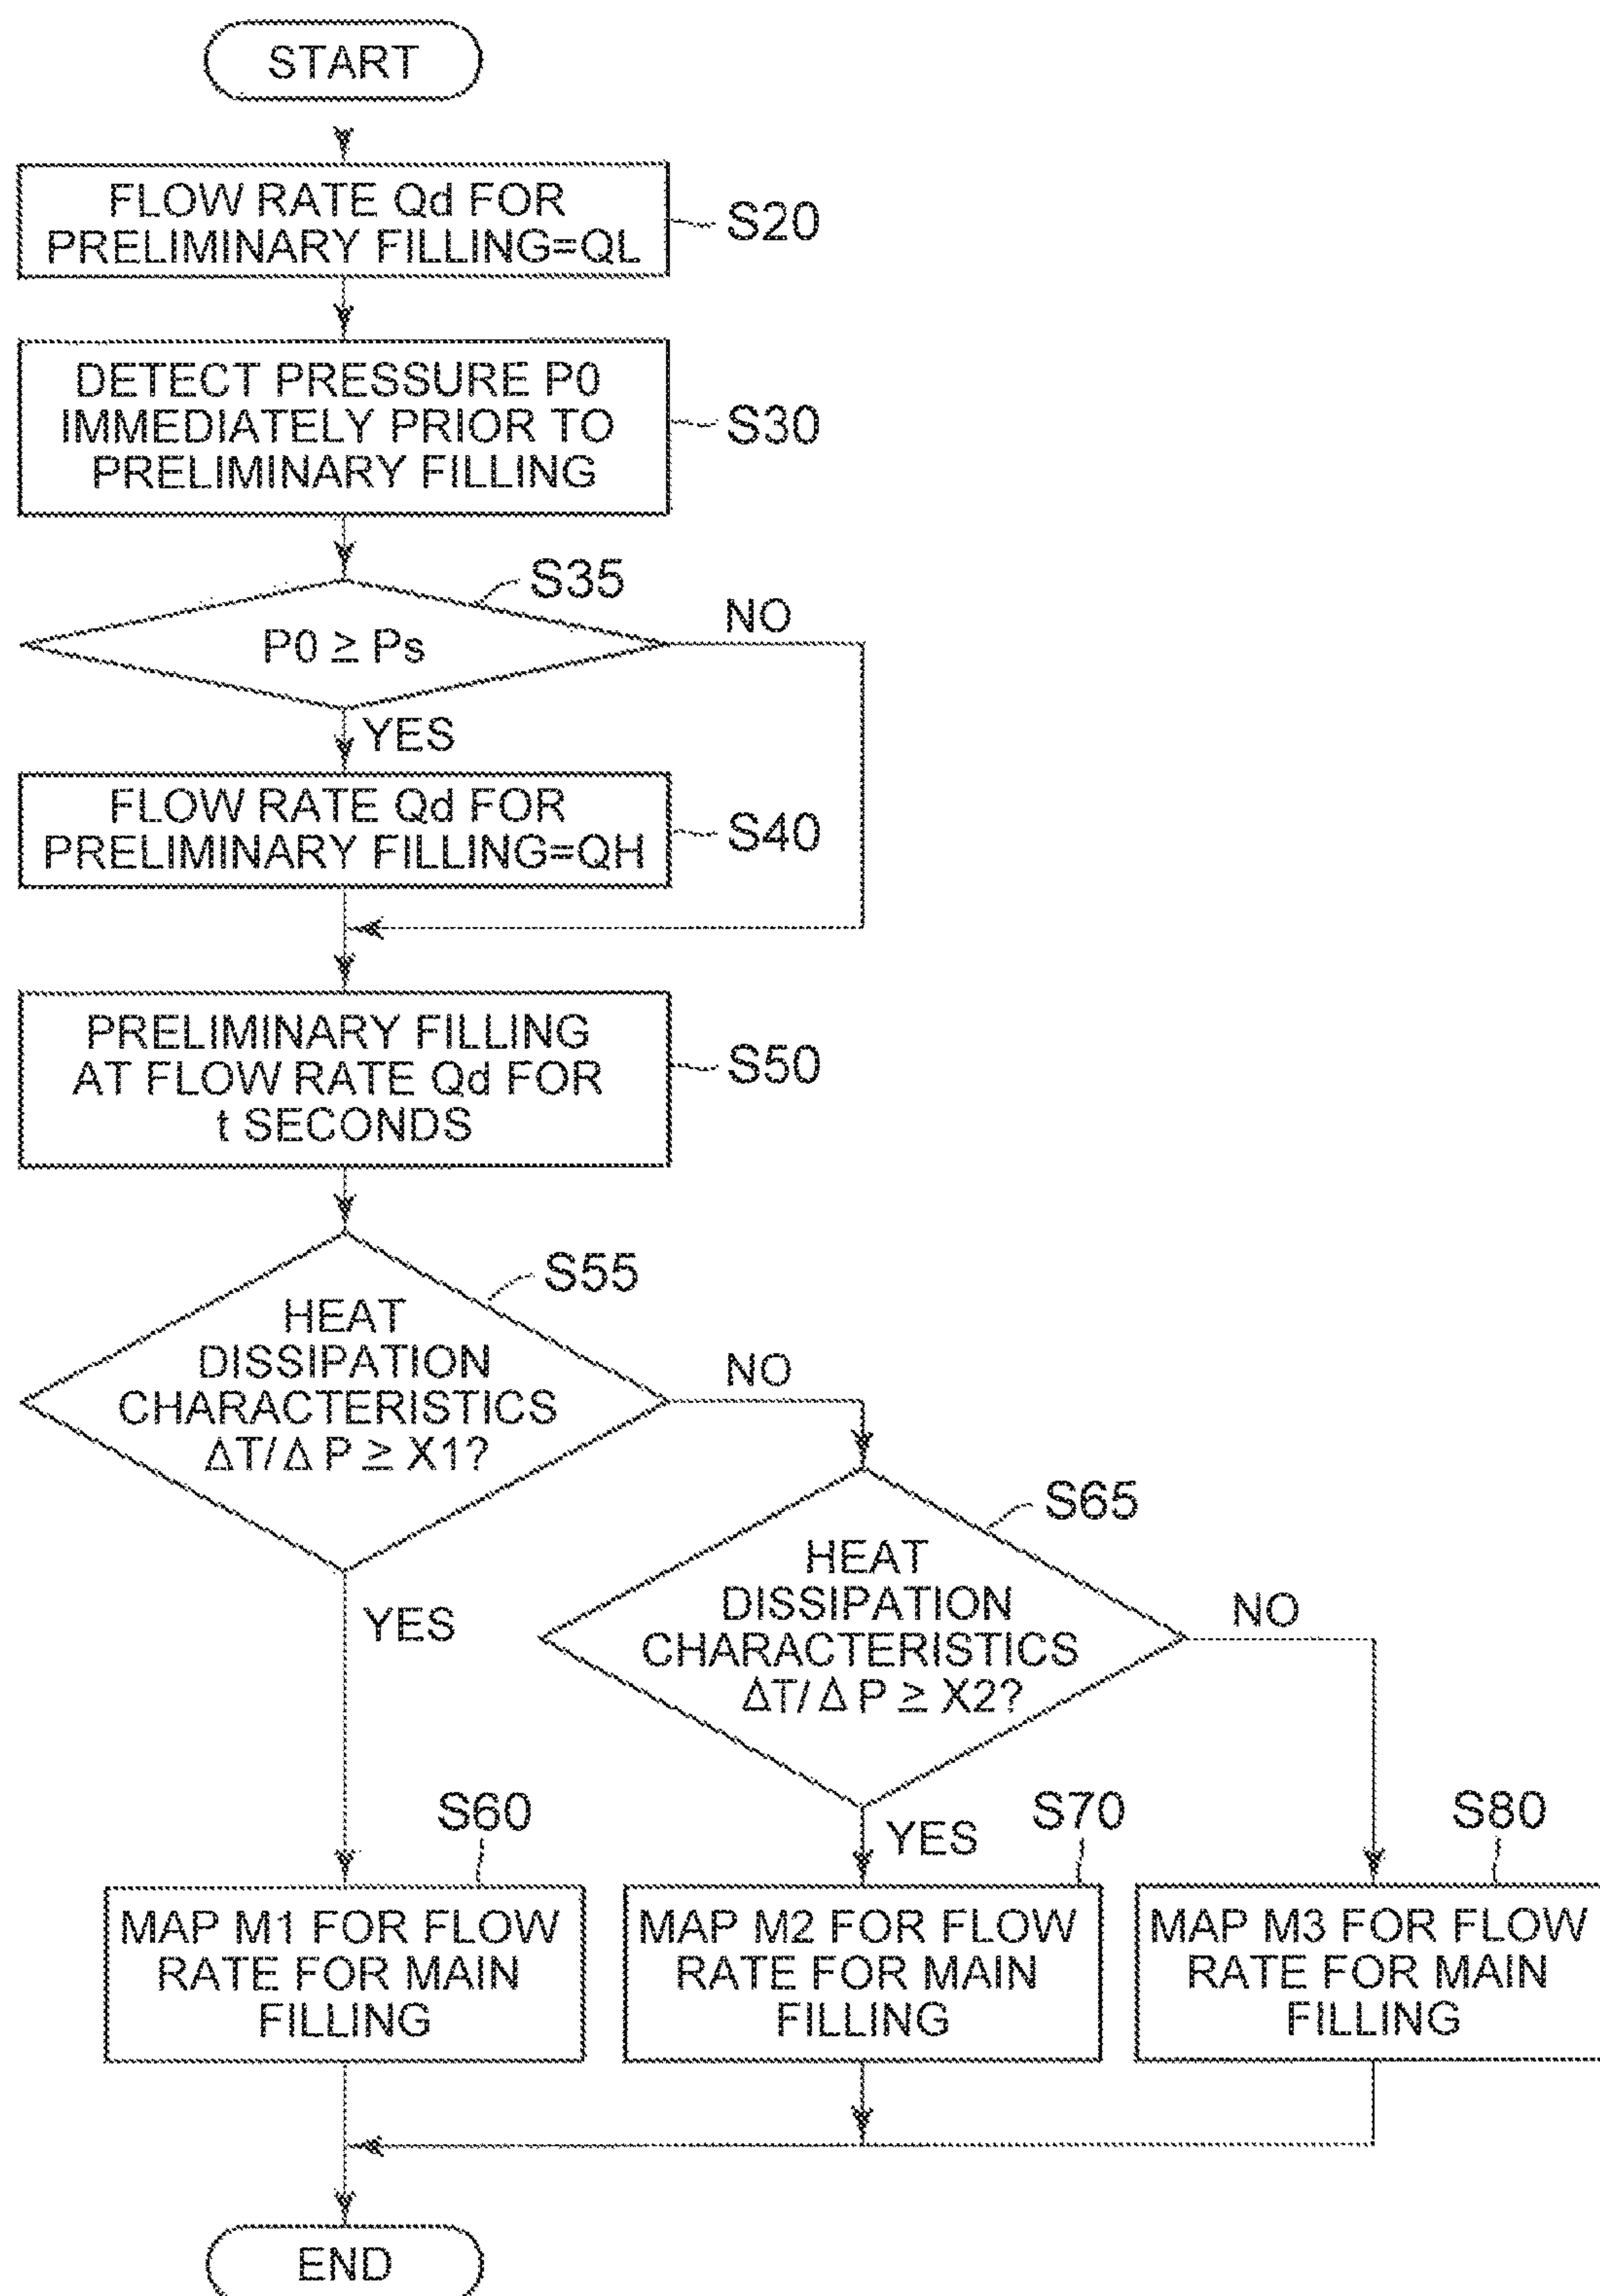 START
FLOW RATE Qd FOR
PRELIMINARY FILLING=QL
S20
DETECT PRESSURE P0
IMMEDIATELY PRIOR TO
PRELIMINARY FILLING
S30
S35
P0 ≥ Ps
NO
YES
FLOW RATE Qd FOR
PRELIMINARY FILLING=QH
S40
PRELIMINARY FILLING
AT FLOW RATE Qd FOR
t SECONDS
S50
S55
HEAT
DISSIPATION
CHARACTERISTICS
ΔT/ΔP ≥ X1?
NO
YES
S65
HEAT
DISSIPATION
CHARACTERISTICS
ΔT/ΔP ≥ X2?
NO
YES
S60
MAP M1 FOR FLOW
RATE FOR MAIN
FILLING
S70
MAP M2 FOR FLOW
RATE FOR MAIN
FILLING
S80
MAP M3 FOR FLOW
RATE FOR MAIN
FILLING
END